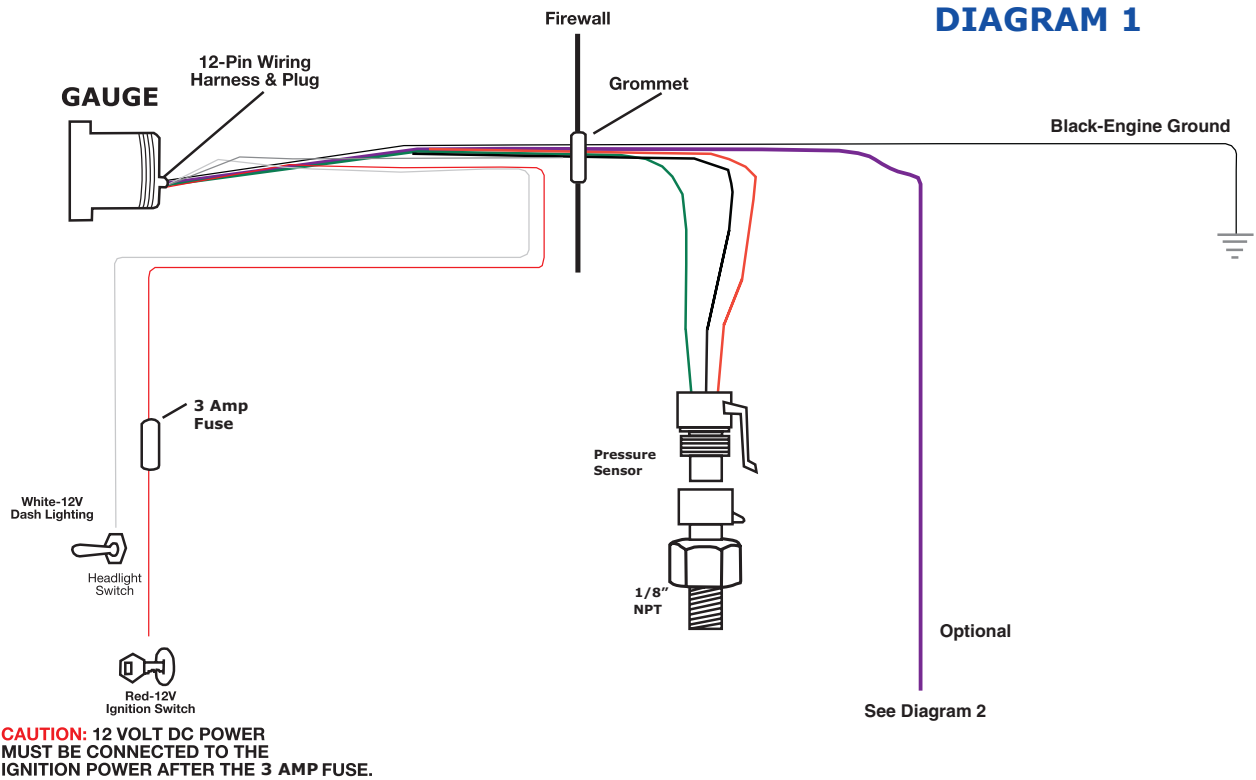 DIAGRAM 1
Firewall
12-Pin Wiring
Harness & Plug
GAUGE
Grommet
Black-Engine Ground
3 Amp
Fuse
Pressure
Sensor
White-12V
Dash Lighting
Headlight
Switch
1/8”
NPT
Optional
Red-12V
Ignition Switch
See Diagram 2
CAUTION: 12 VOLT DC POWER
MUST BE CONNECTED TO THE
IGNITION POWER AFTER THE 3 AMP FUSE.